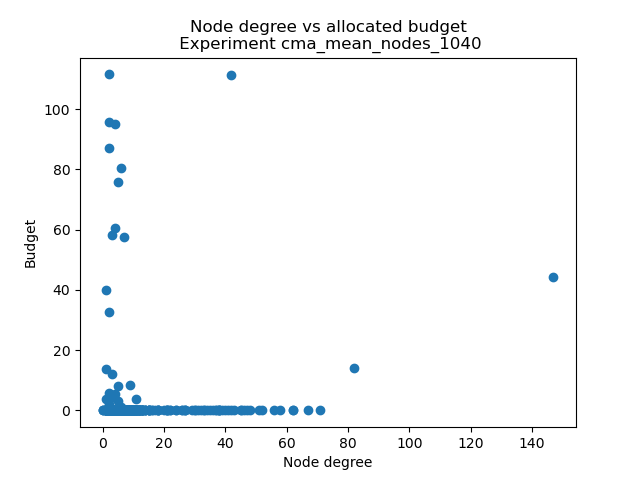 Node degree vs allocated budget
Experiment cma_mean_nodes_1040
Budget
100
80
60
40
20
0
0 20 40 60 80 100 120 140
Node degree